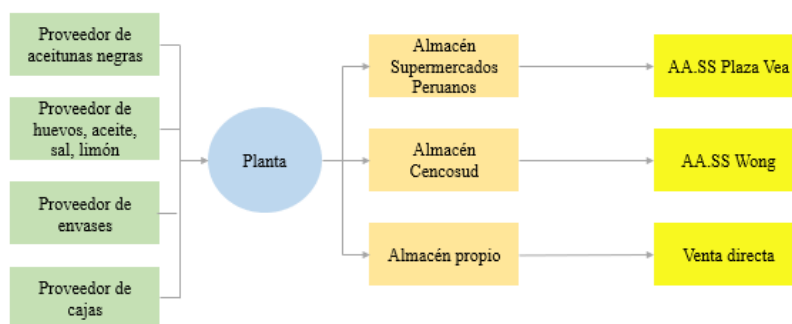 Proveedor de
aceitunas negras
Proveedor de
huevos, aceite,
sal, limón
Proveedor de
envases
Proveedor de
cajas
Planta
Almacén
Supermercados
Peruanos
Almacén
Cencosud
Almacén propio
AA.SS Plaza Vea
AA.SS Wong
Venta directa